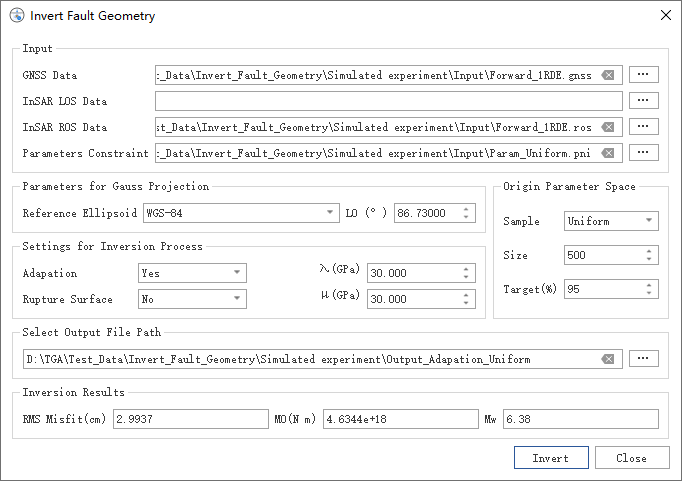 Invert Fault Geometry
Input
GNSS Data :_Data\Invert_Fault_Geometry\Simulated experiment\Input\Forward_1RDE.gnss ...
InSAR LOS Data ...
InSAR ROS Data st_Data\Invert_Fault_Geometry\Simulated experiment\Input\Forward_1RDE.ros ...
Parameters Constraint :_Data\Invert_Fault_Geometry\Simulated experiment\Input\Param_Uniform.pni ...
Parameters for Gauss Projection
Reference Ellipsoid WGS-84 L0 (° ) 86.73000
Settings for Inversion Process
Adapation Yes λ(GPa) 30.000
Rupture Surface No μ(GPa) 30.000
Origin Parameter Space
Sample Uniform
Size 500
Target(%) 95
Select Output File Path
D:\TGA\Test_Data\Invert_Fault_Geometry\Simulated experiment\Output_Adapation_Uniform ...
Inversion Results
RMS Misfit(cm) 2.9937 M0(N m) 4.6344e+18 Mw 6.38
Invert Close